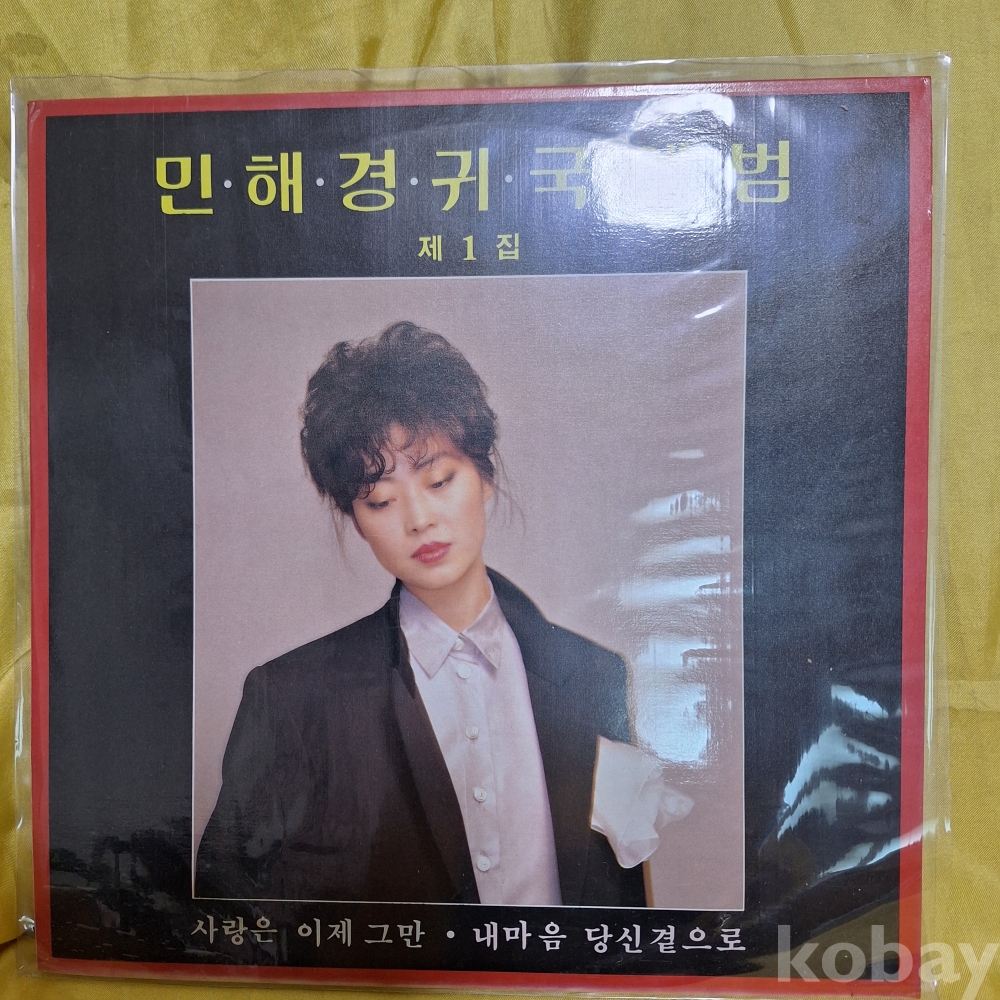 민·해·경·귀·국 범
제 1 집
사랑은 이제 그만 · 내마음 당신곁으로
kobay